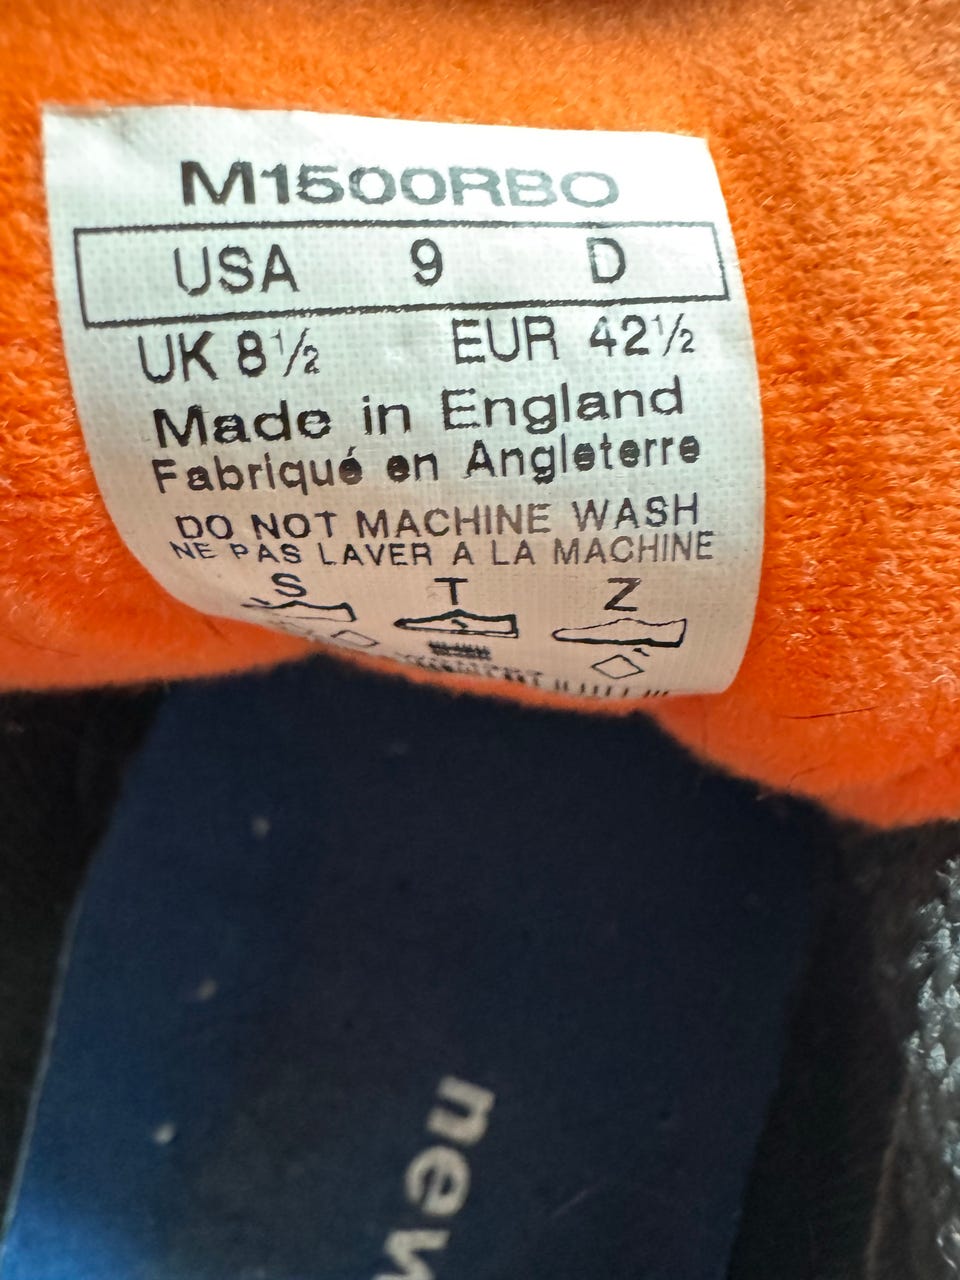 M1500RBO
USA 9 D
UK 8½ EUR 42½
Made in England
Fabriqué en Angleterre
DO NOT MACHINE WASH
NE PAS LAVER A LA MACHINE
S T Z
new